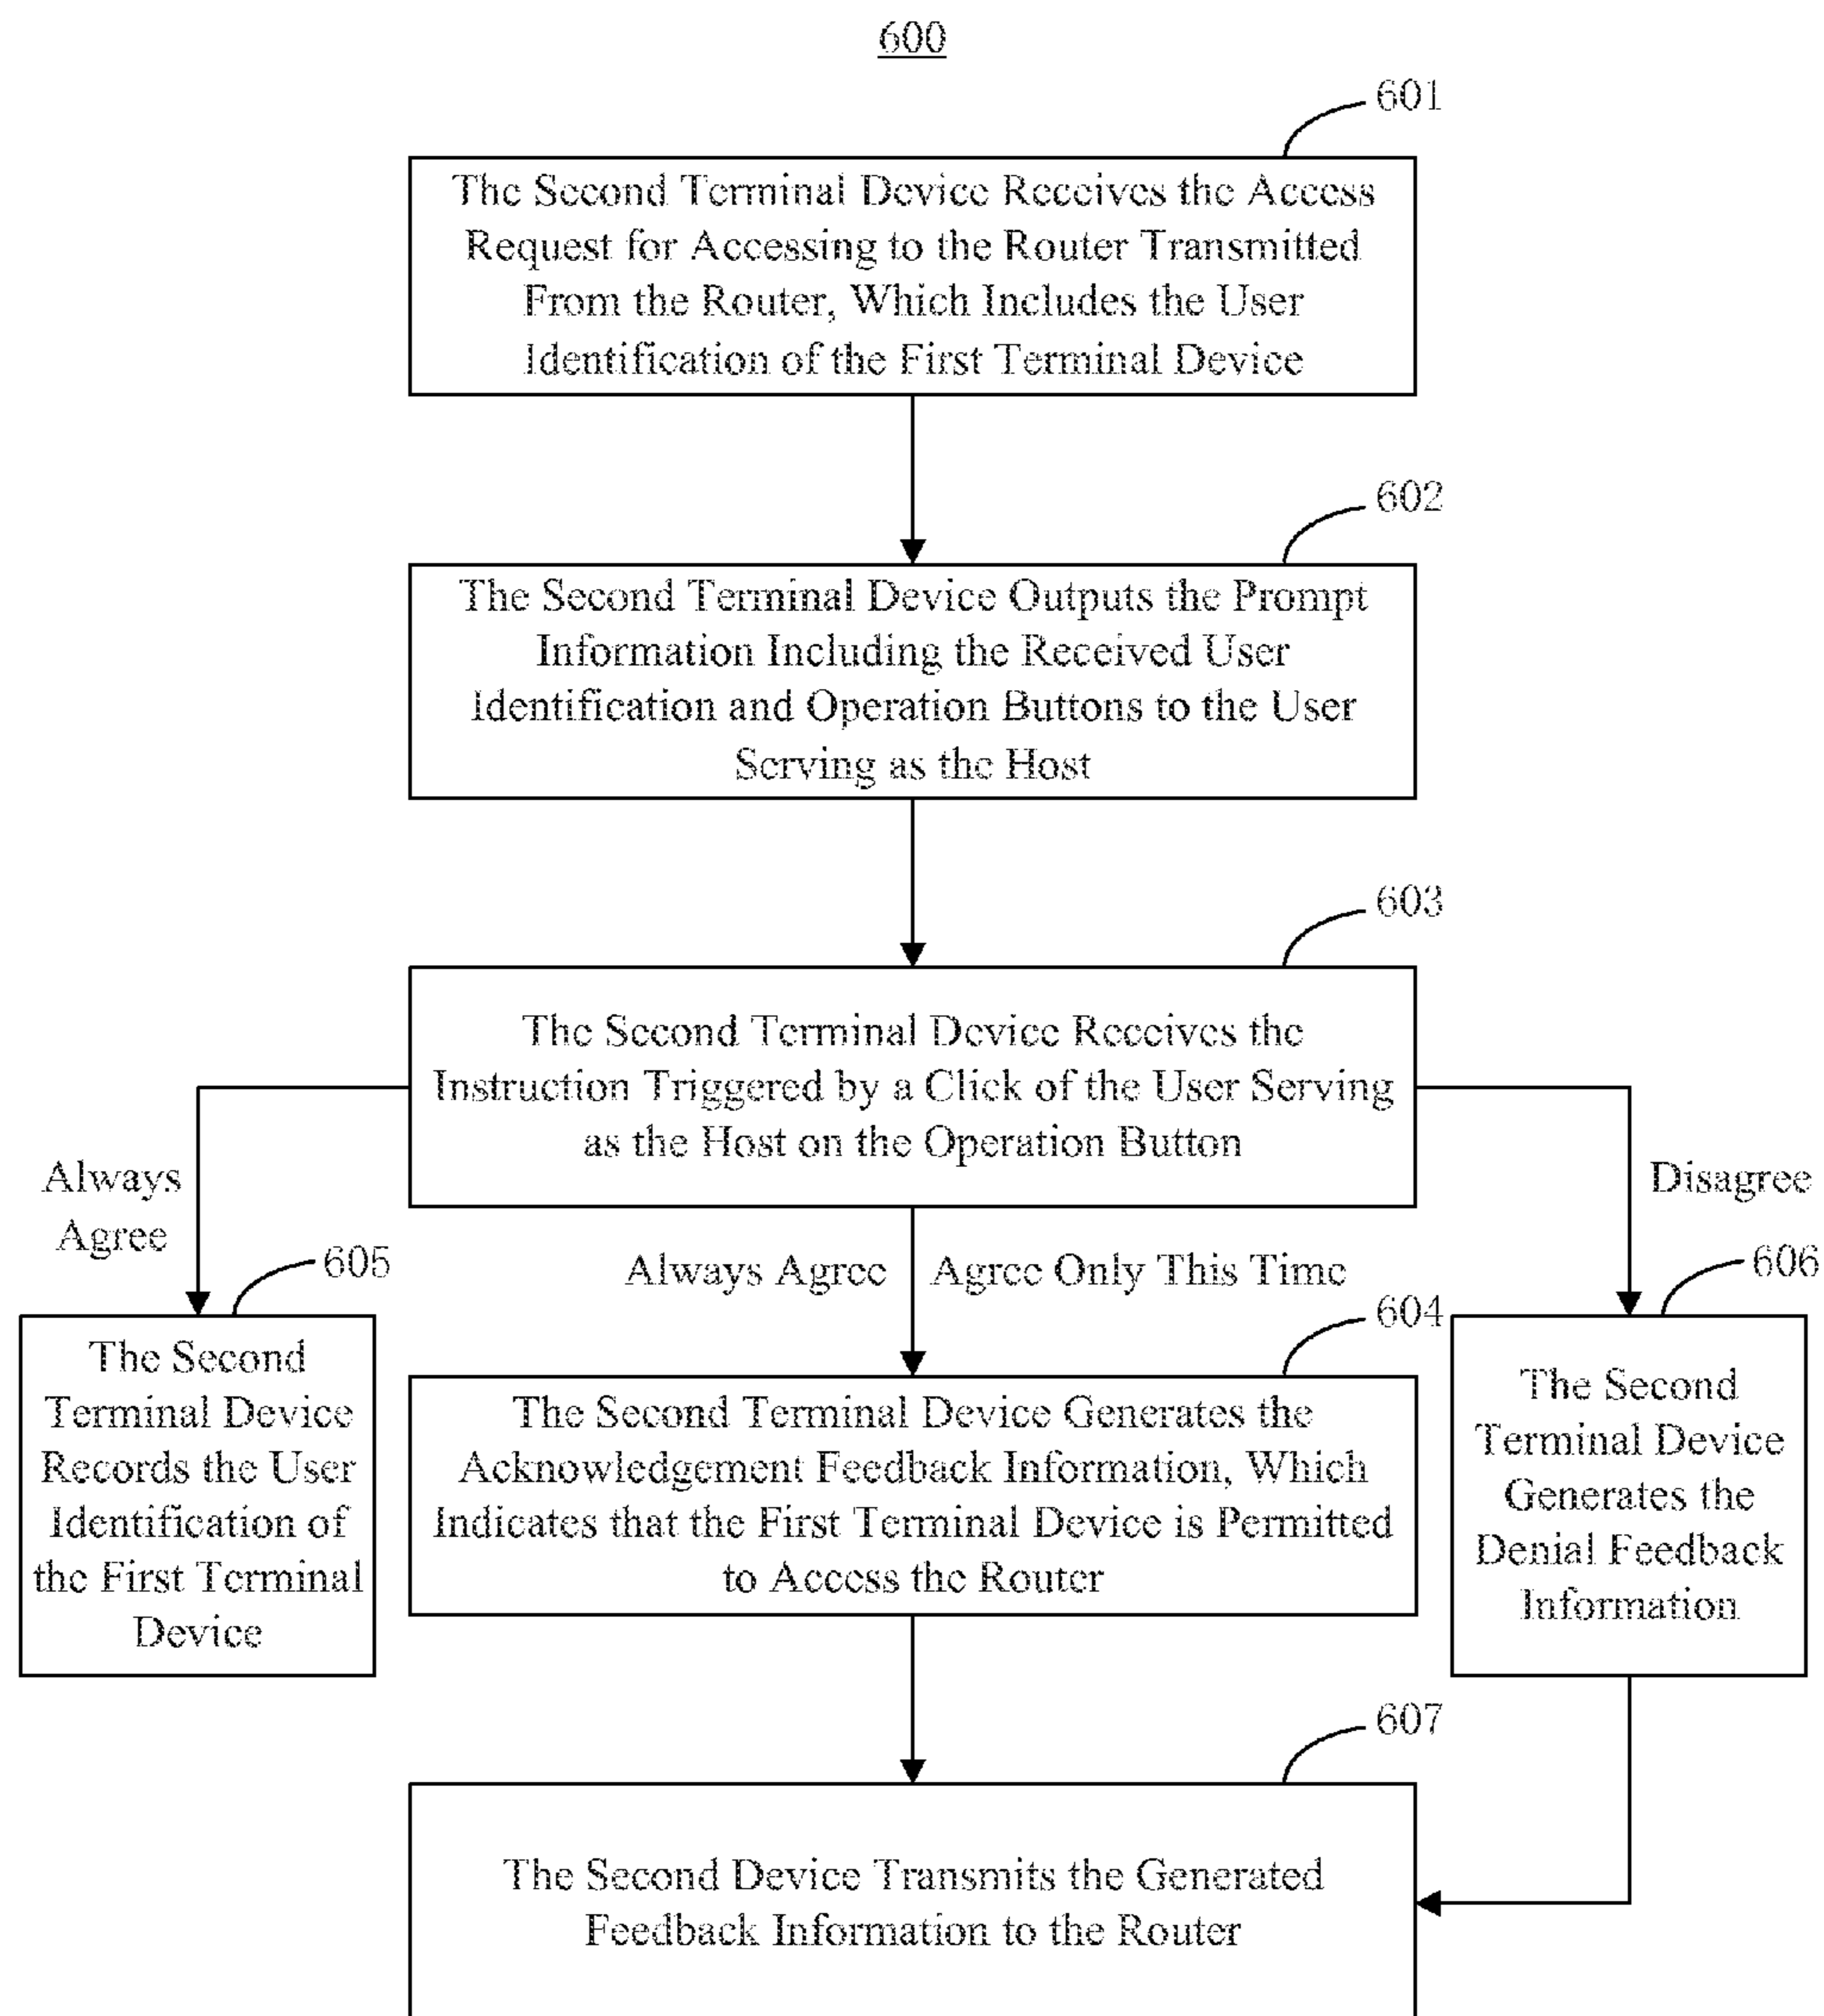 600
601
The Second Terminal Device Receives the Access
Request for Accessing to the Router Transmitted
From the Router, Which Includes the User
Identification of the First Terminal Device
602
The Second Terminal Device Outputs the Prompt
Information Including the Received User
Identification and Operation Buttons to the User
Serving as the Host
603
The Second Terminal Device Receives the
Instruction Triggered by a Click of the User Serving
as the Host on the Operation Button
Always
Agree
Disagree
Always Agree
Agree Only This Time
605
The Second
Terminal Device
Records the User
Identification of
the First Terminal
Device
604
The Second Terminal Device Generates the
Acknowledgement Feedback Information, Which
Indicates that the First Terminal Device is Permitted
to Access the Router
606
The Second
Terminal Device
Generates the
Denial Feedback
Information
607
The Second Device Transmits the Generated
Feedback Information to the Router